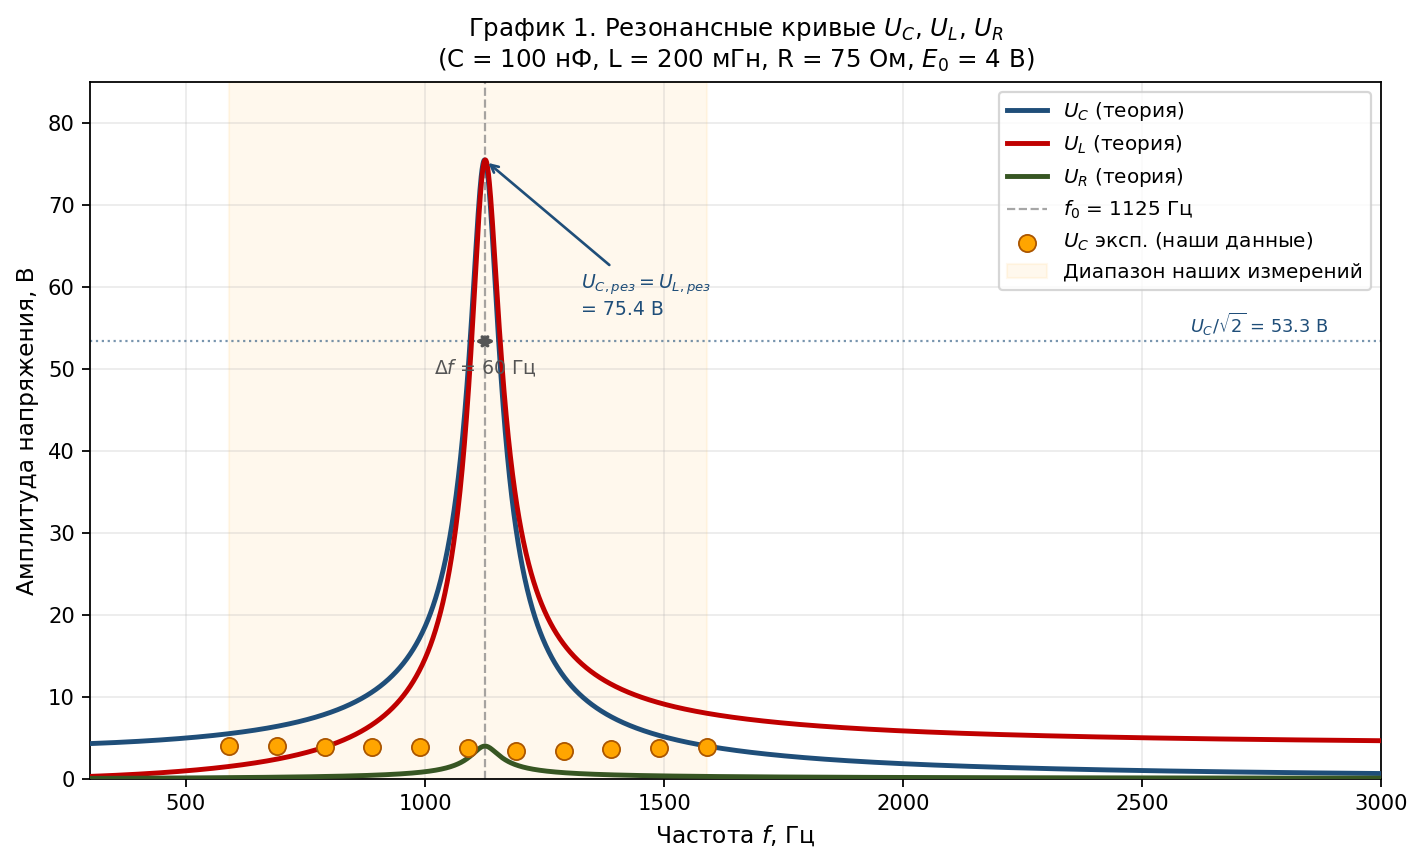 График 1. Резонансные кривые U_C, U_L, U_R
(C = 100 нФ, L = 200 мГн, R = 75 Ом, E_0 = 4 В)
Амплитуда напряжения, В
80
70
60
50
40
30
20
10
0
U_C (теория)
U_L (теория)
U_R (теория)
f_0 = 1125 Гц
U_C эксп. (наши данные)
Диапазон наших измерений
U_{C,рез} = U_{L,рез}
= 75.4 В
U_C/√2 = 53.3 В
Δf = 60 Гц
500
1000
1500
2000
2500
3000
Частота f, Гц